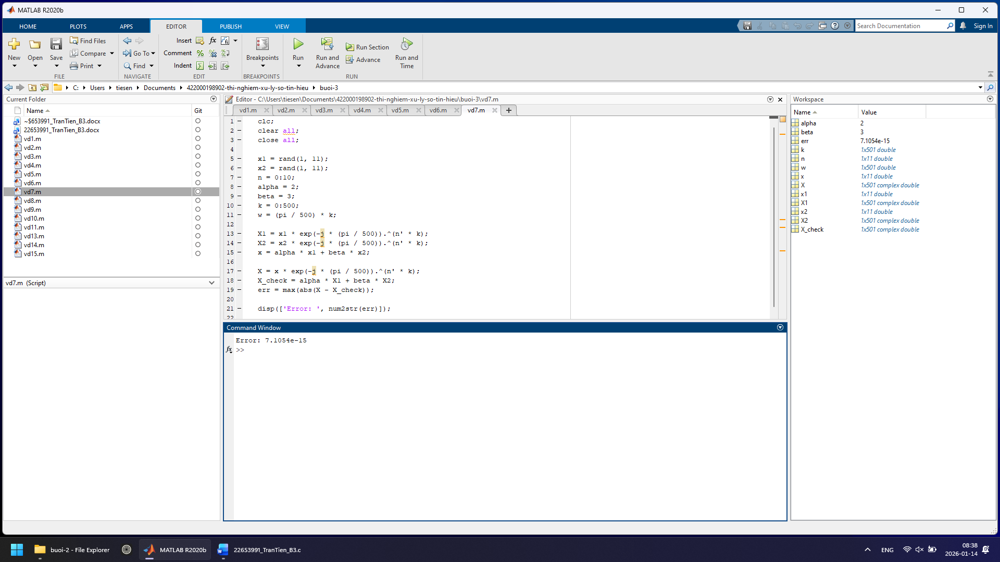 MATLAB R2020b
HOME PLOTS APPS EDITOR PUBLISH VIEW
Search Documentation
Sign In
New
Open
Save
Find Files
Compare
Print
FILE
Go To
Find
NAVIGATE
Insert
Comment
Indent
EDIT
Breakpoints
BREAKPOINTS
Run
Run and Advance
Run Section
Advance
Run and Time
RUN
C: Users tiesen Documents 422000198902-thi-nghiem-xu-ly-so-tin-hieu buoi-3
Current Folder
Name Git
~$653991_TranTien_B3.docx
22653991_TranTien_B3.docx
vd1.m
vd2.m
vd3.m
vd4.m
vd5.m
vd6.m
vd7.m
vd8.m
vd9.m
vd10.m
vd11.m
vd13.m
vd14.m
vd15.m
vd7.m (Script)
Editor - C:\Users\tiesen\Documents\422000198902-thi-nghiem-xu-ly-so-tin-hieu\buoi-3\vd7.m
vd1.m vd2.m vd3.m vd4.m vd5.m vd6.m vd7.m
1 clc;
2 clear all;
3 close all;
4
5 x1 = rand(1, 11);
6 x2 = rand(1, 11);
7 n = 0:10;
8 alpha = 2;
9 beta = 3;
10 k = 0:500;
11 w = (pi / 500) * k;
12
13 X1 = x1 * exp(-j * (pi / 500)).^(n' * k);
14 X2 = x2 * exp(-j * (pi / 500)).^(n' * k);
15 x = alpha * x1 + beta * x2;
16
17 X = x * exp(-j * (pi / 500)).^(n' * k);
18 X_check = alpha * X1 + beta * X2;
19 err = max(abs(X - X_check));
20
21 disp(['Error: ', num2str(err)]);
22
Command Window
Error: 7.1054e-15
fx >>
Workspace
Name Value
alpha 2
beta 3
err 7.1054e-15
k 1x501 double
n 1x11 double
w 1x501 double
x 1x11 double
X 1x501 complex double
x1 1x11 double
X1 1x501 complex double
x2 1x11 double
X2 1x501 complex double
X_check 1x501 complex double
buoi-2 - File Explorer
MATLAB R2020b
22653991_TranTien_B3.c
ENG
08:38
2026-01-14